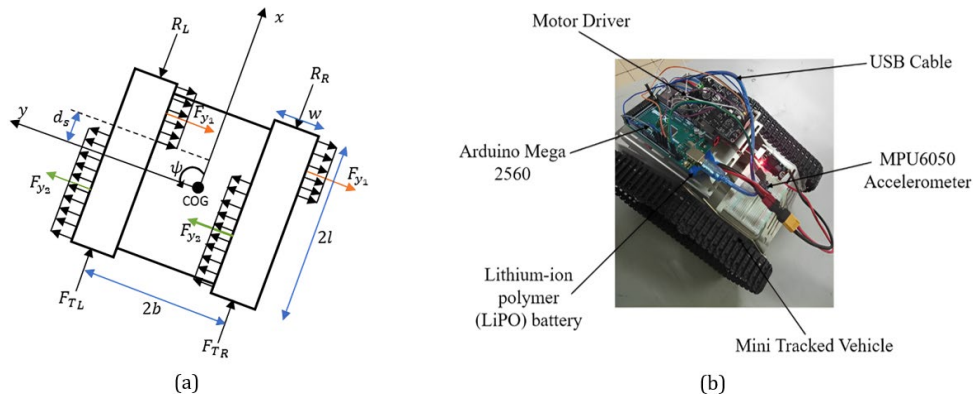 x
R_L
R_R
y
d_s
F_{y_1}
w
ψ
COG
F_{y_1}
F_{y_2}
F_{y_2}
2l
F_{T_L}
2b
F_{T_R}
(a)
Motor Driver
USB Cable
Arduino Mega
2560
MPU6050
Accelerometer
Lithium-ion
polymer
(LiPO) battery
Mini Tracked Vehicle
(b)